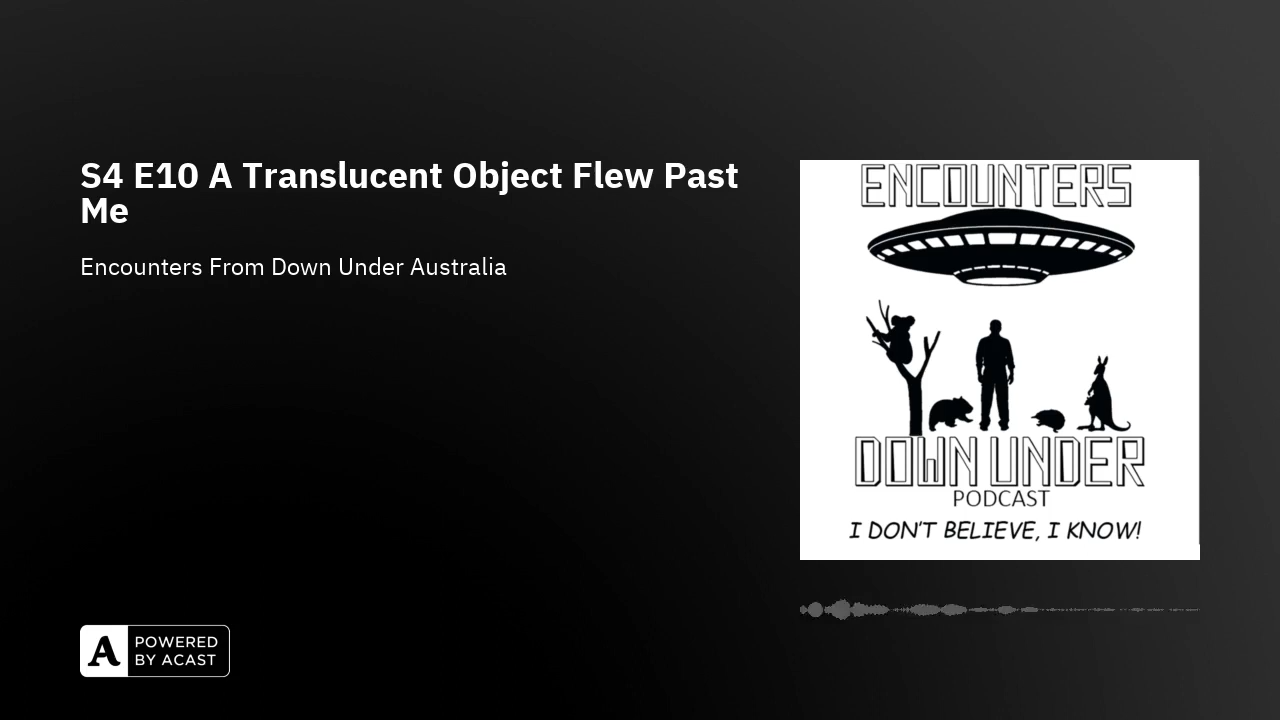 S4 E10 A Translucent Object Flew Past
Me
Encounters From Down Under Australia
ENCOUNTERS
DOWN UNDER
PODCAST
I DON'T BELIEVE, I KNOW!
A POWERED
BY ACAST